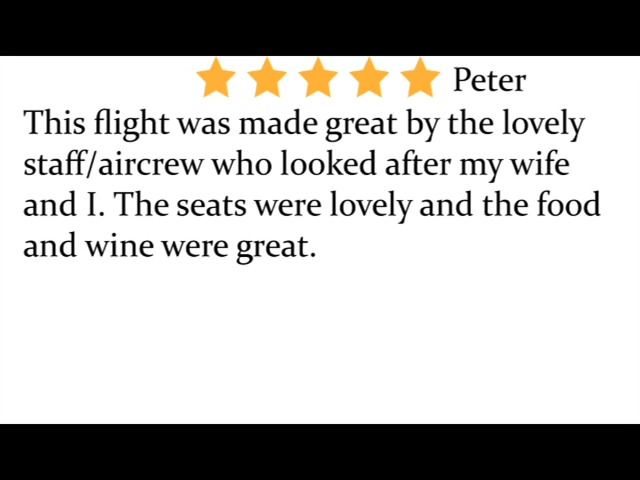 Peter
This flight was made great by the lovely
staff/aircrew who looked after my wife
and I. The seats were lovely and the food
and wine were great.